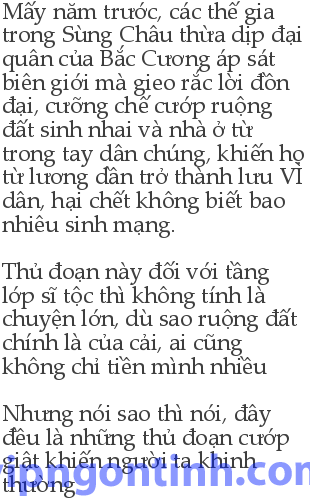 Mấy năm trước, các thế gia
trong Sùng Châu thừa dịp đại
quân của Bắc Cương áp sát
biên giới mà gieo rắc lời đồn
đại, cưỡng chế cướp ruộng
đất sinh nhai và nhà ở từ
trong tay dân chúng, khiến họ
từ lương dân trở thành lưu VI
dân, hại chết không biết bao
nhiêu sinh mạng.
Thủ đoạn này đối với tầng
lớp sĩ tộc thì không tính là
chuyện lớn, dù sao ruộng đất
chính là của cải, ai cũng
không chỉ tiền mình nhiều
Nhưng nói sao thì nói, đây
đều là những thủ đoạn cướp
giật khiến người ta khinh
thường
vipngontinh.com